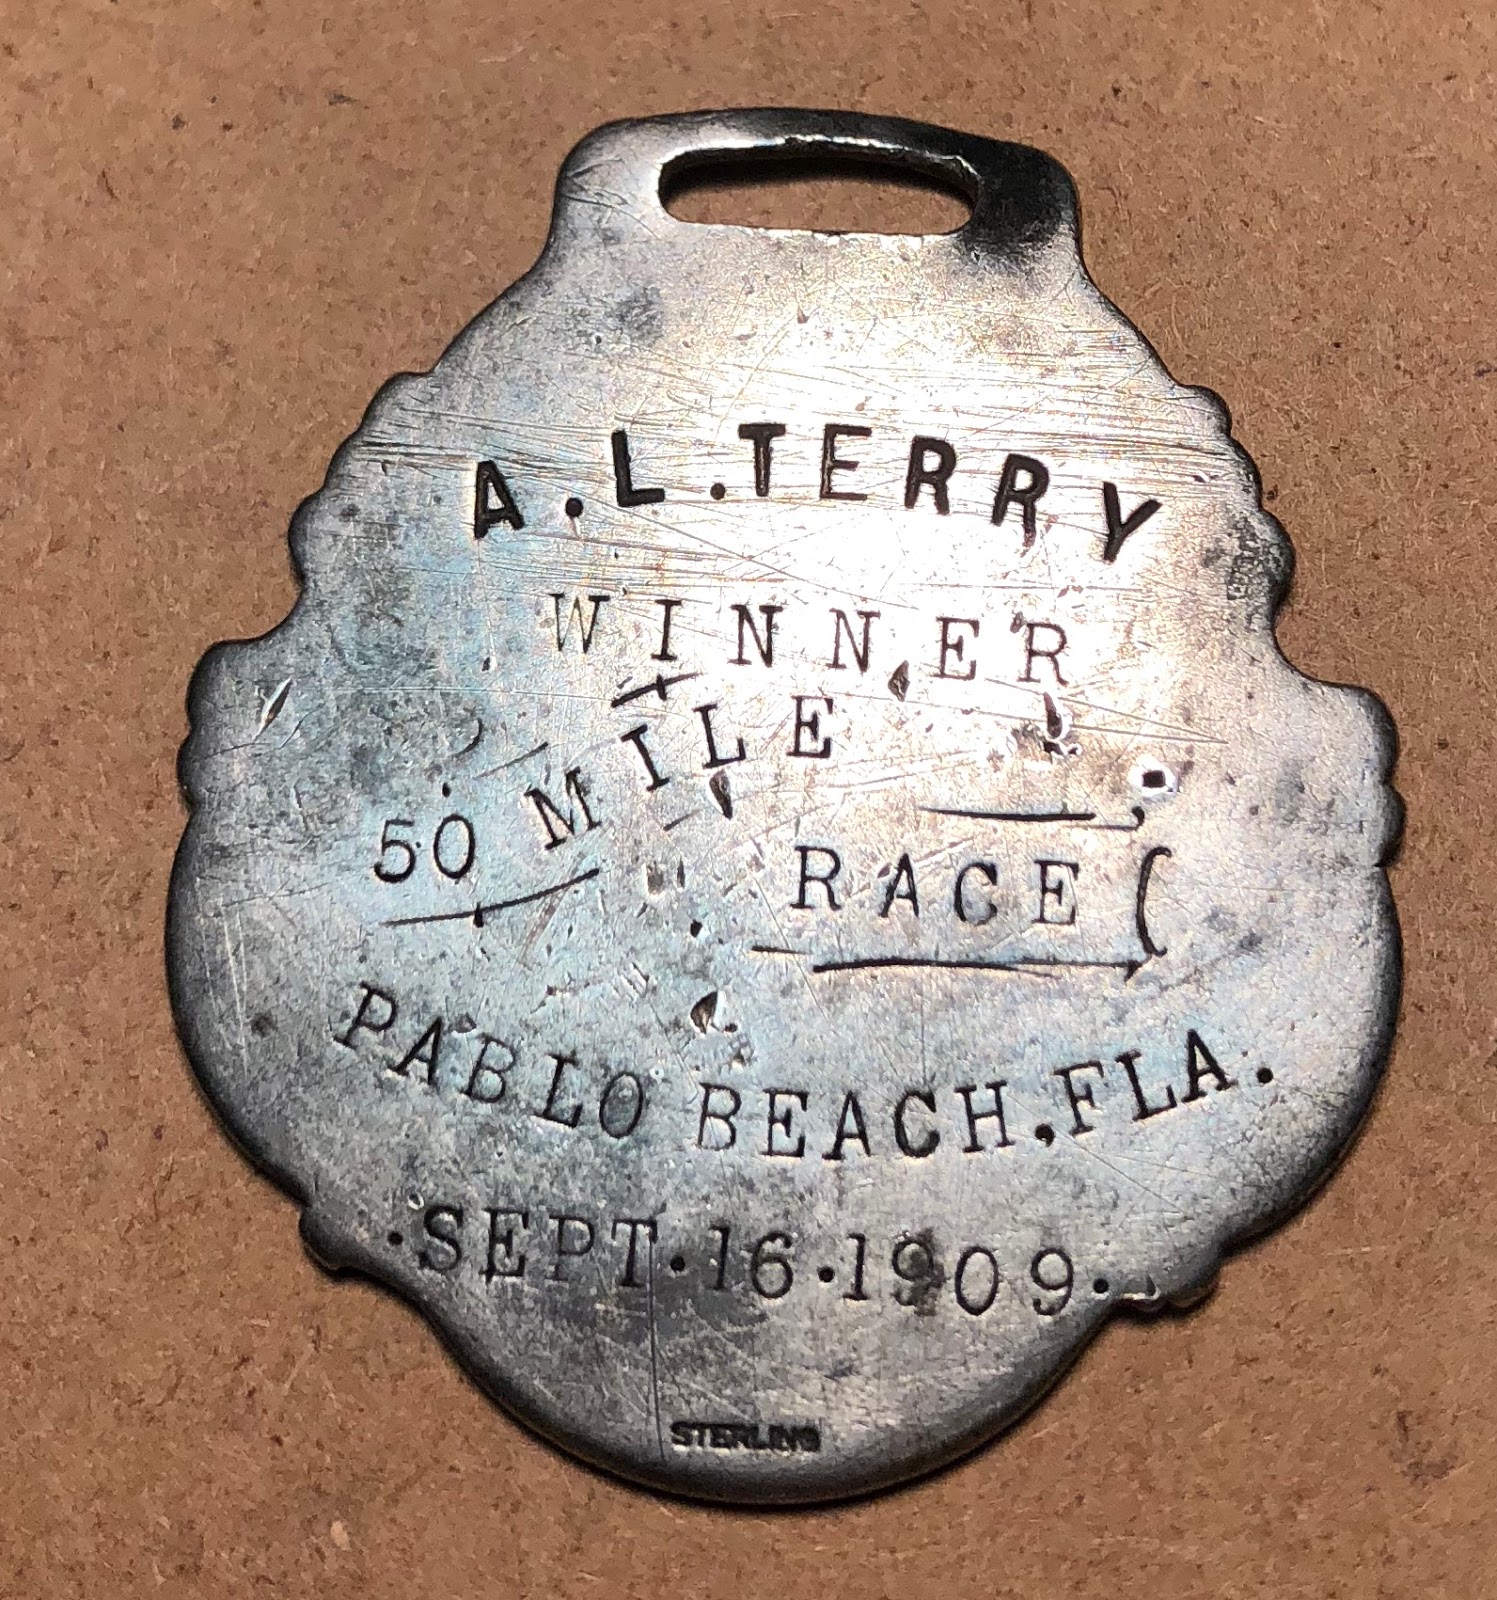 A.L.TERRY
WINNER
50 MILE RACE
PABLO BEACH.FLA.
·SEPT·16·1909·
STERLING